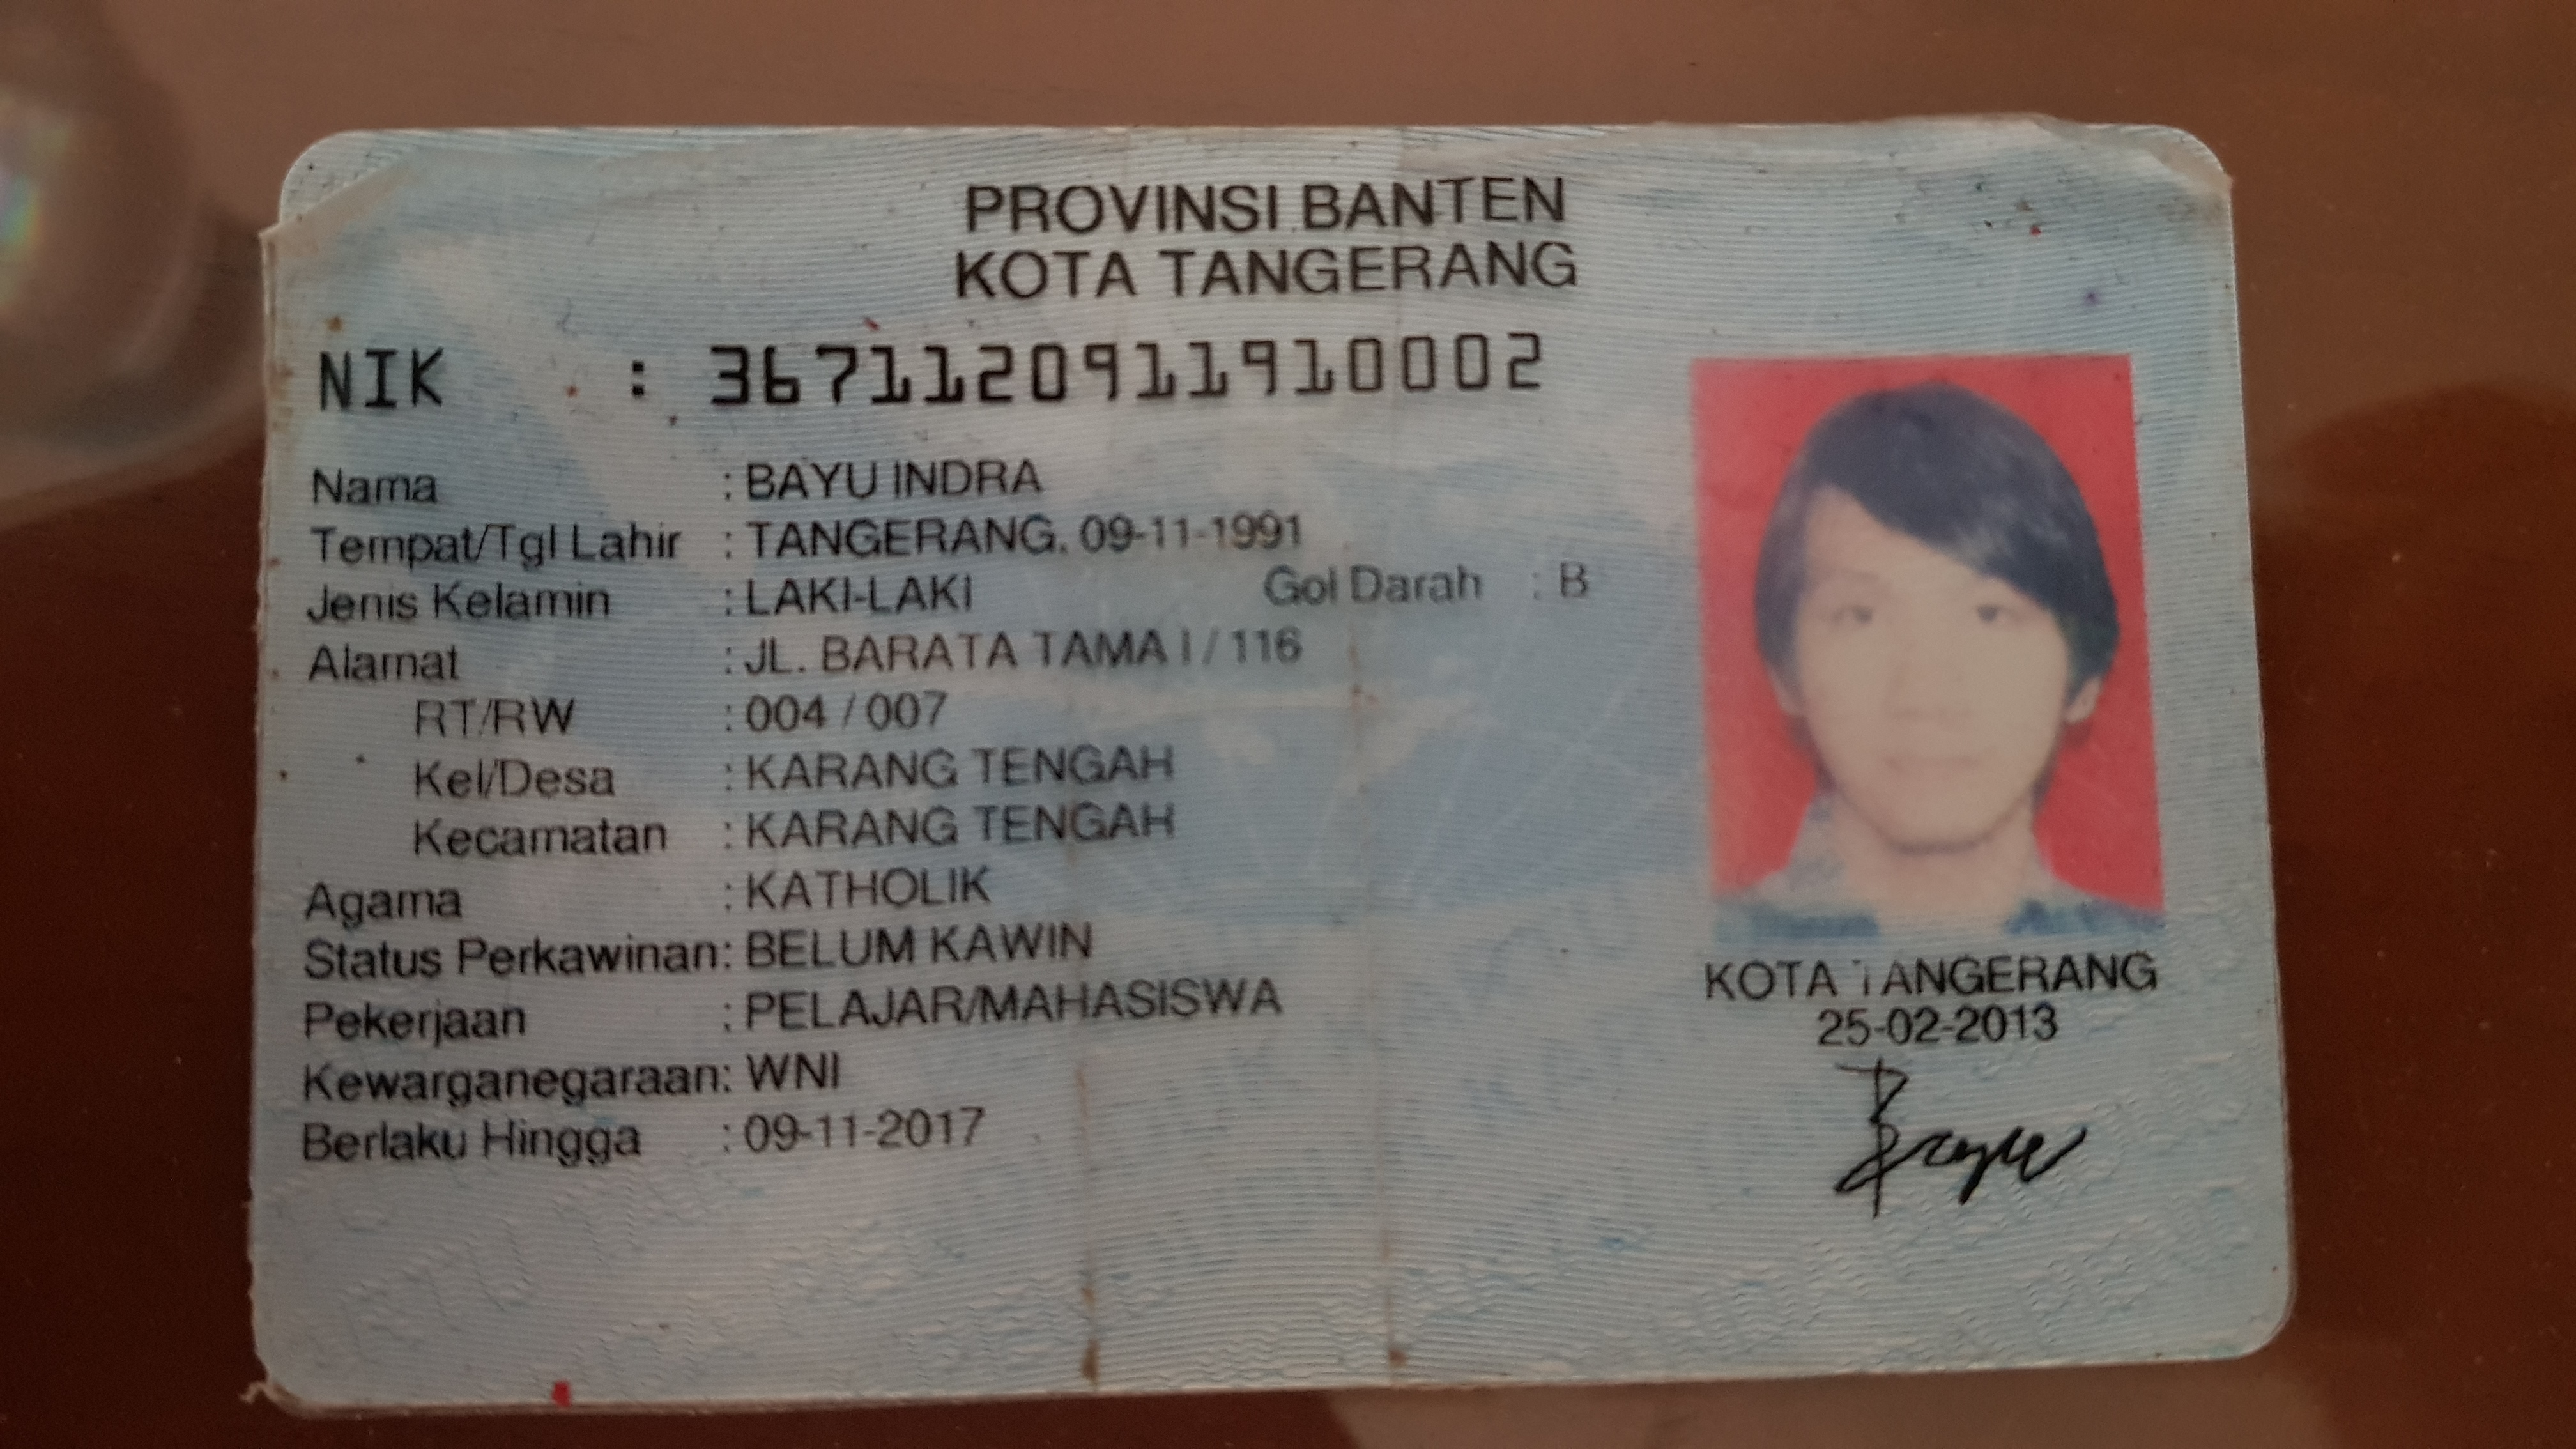 PROVINSI BANTEN
KOTA TANGERANG
NIK : 3671120911910002
Nama : BAYU INDRA
Tempat/Tgl Lahir : TANGERANG, 09-11-1991
Jenis Kelamin : LAKI-LAKI Gol Darah : B
Alamat : JL. BARATA TAMA I / 116
RT/RW : 004 / 007
Kel/Desa : KARANG TENGAH
Kecamatan : KARANG TENGAH
Agama : KATHOLIK
Status Perkawinan: BELUM KAWIN
Pekerjaan : PELAJAR/MAHASISWA
Kewarganegaraan: WNI
Berlaku Hingga : 09-11-2017
KOTA TANGERANG
25-02-2013
Bayu